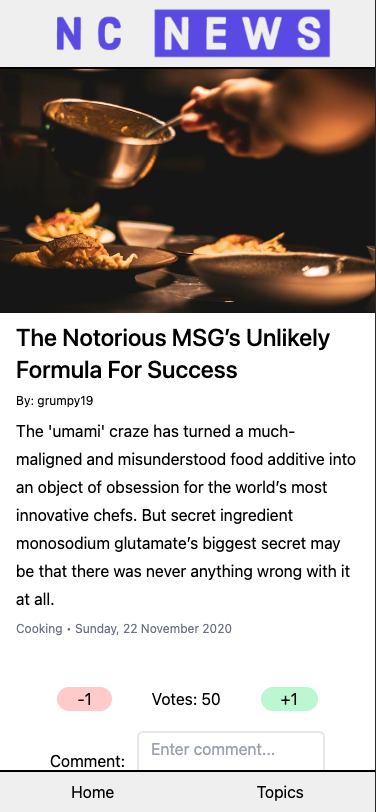 NC NEWS
The Notorious MSG’s Unlikely
Formula For Success
By: grumpy19
The 'umami' craze has turned a much-
maligned and misunderstood food additive into
an object of obsession for the world’s most
innovative chefs. But secret ingredient
monosodium glutamate’s biggest secret may
be that there was never anything wrong with it
at all.
Cooking • Sunday, 22 November 2020
-1 Votes: 50 +1
Enter comment...
Comment:
Home Topics